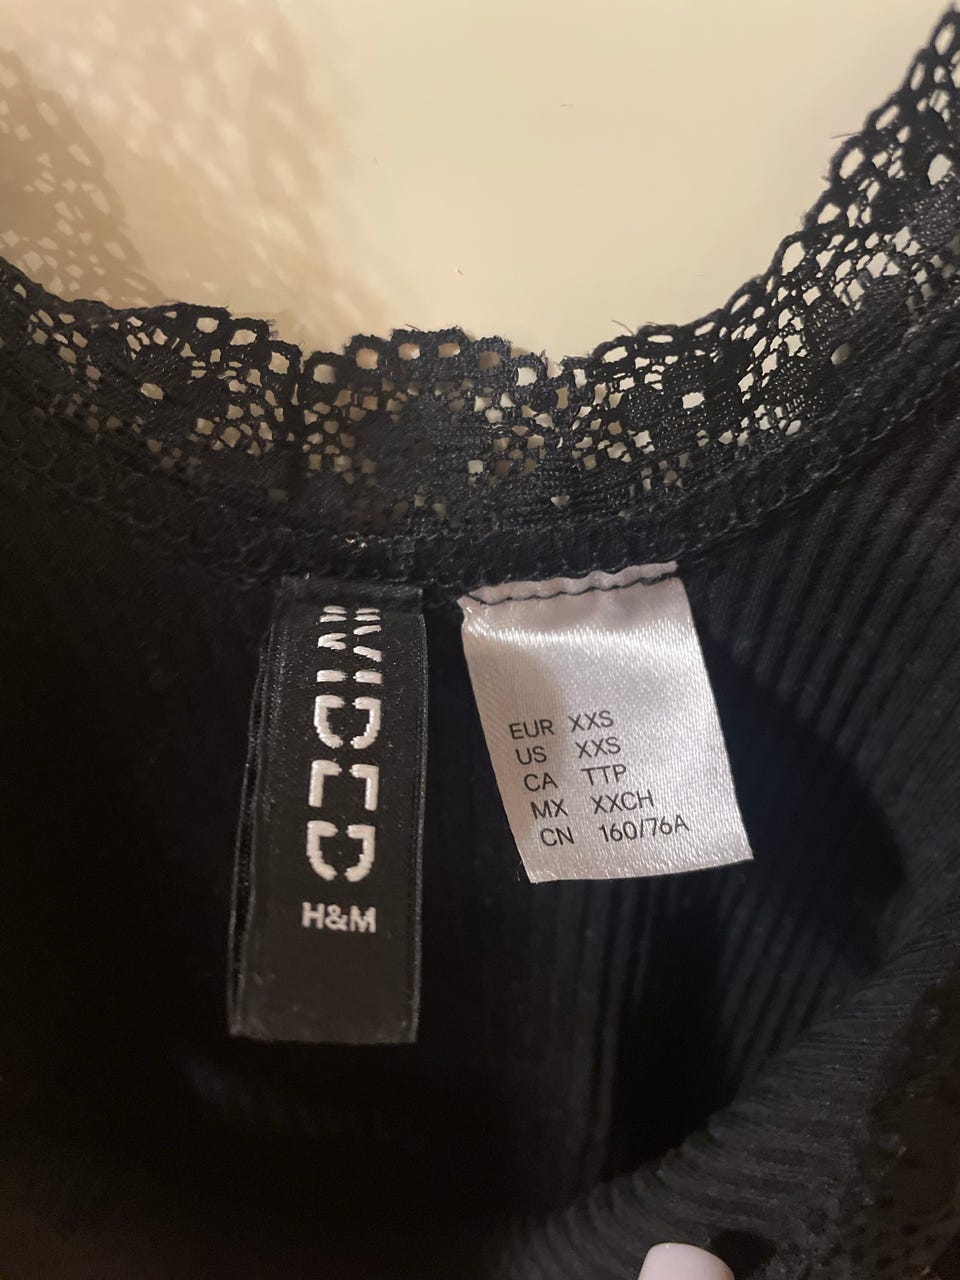 DIVIDED
H&M
EUR XXS
US XXS
CA TTP
MX XXCH
CN 160/76A